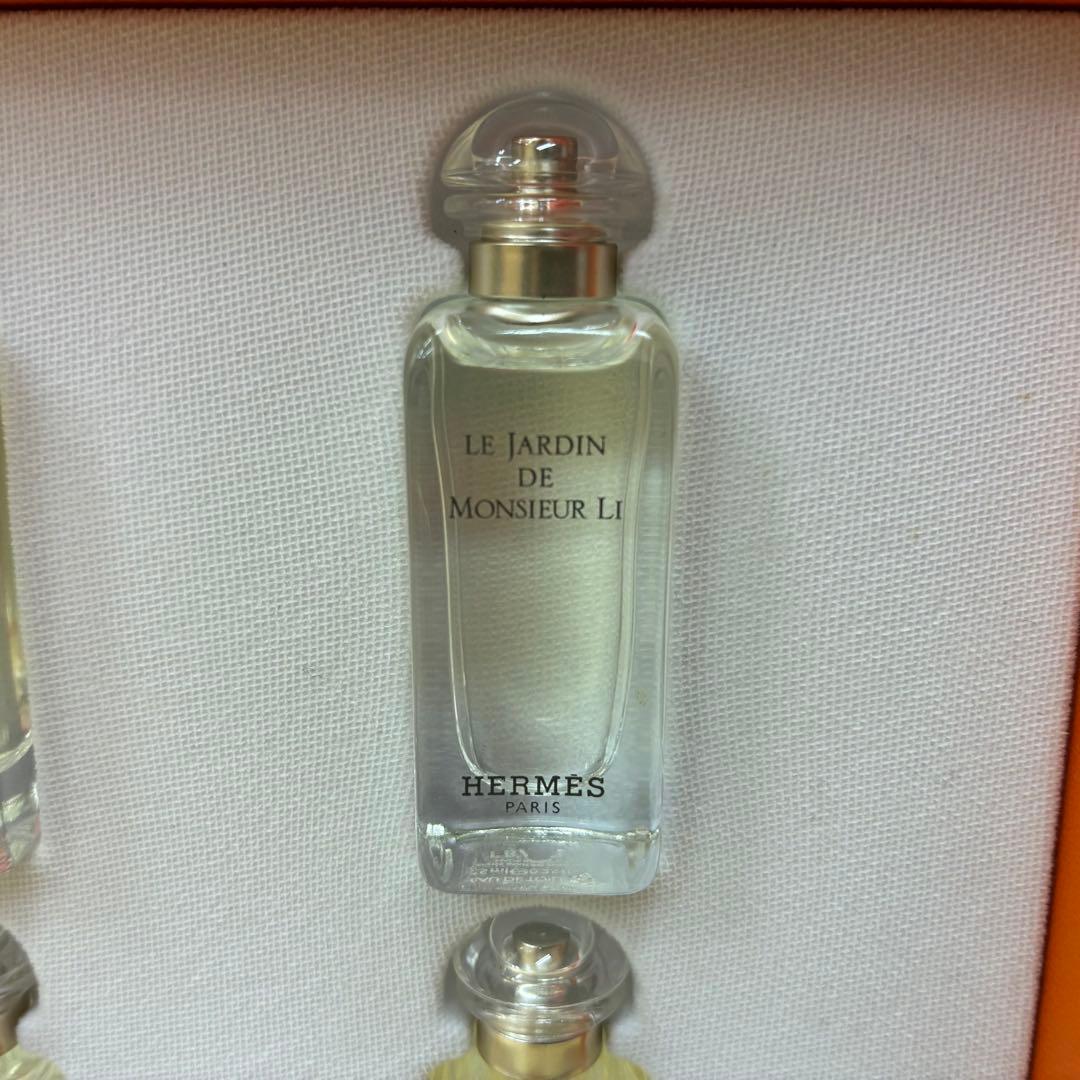 LE JARDIN
DE
MONSIEUR LI
HERMÈS
PARIS